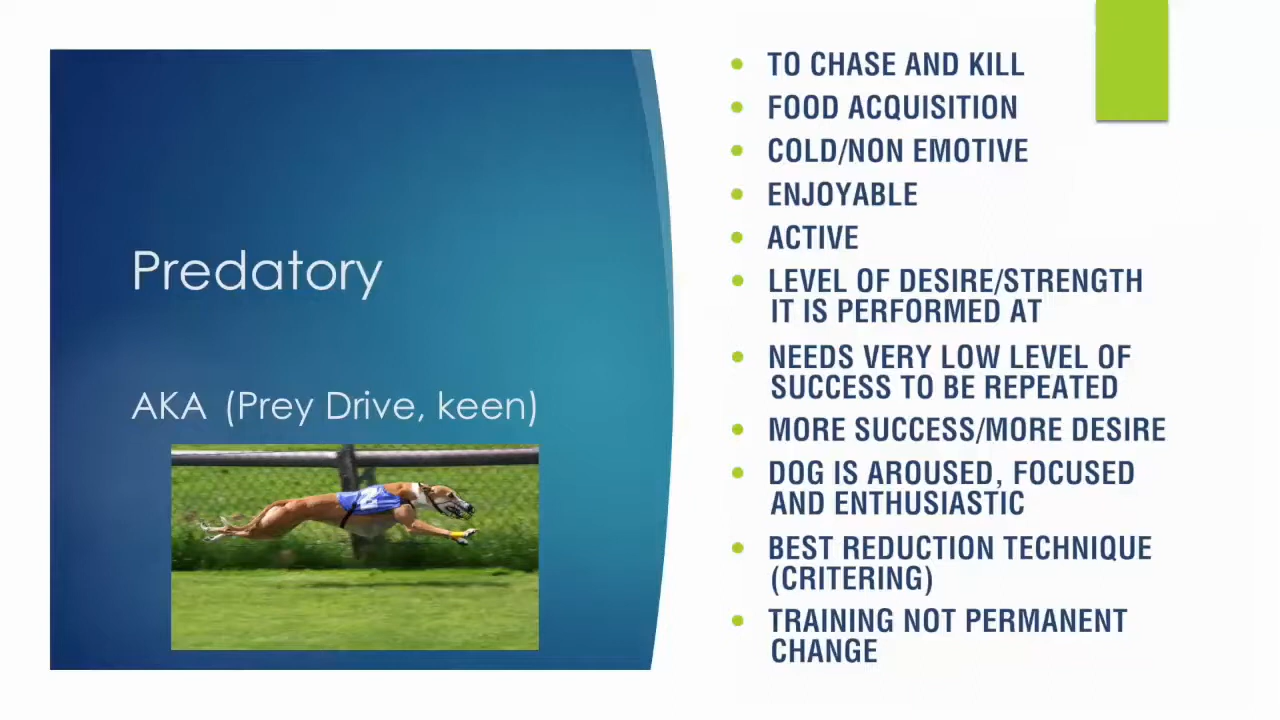 Predatory
AKA (Prey Drive, keen)
TO CHASE AND KILL
FOOD ACQUISITION
COLD/NON EMOTIVE
ENJOYABLE
ACTIVE
LEVEL OF DESIRE/STRENGTH
IT IS PERFORMED AT
NEEDS VERY LOW LEVEL OF
SUCCESS TO BE REPEATED
MORE SUCCESS/MORE DESIRE
DOG IS AROUSED, FOCUSED
AND ENTHUSIASTIC
BEST REDUCTION TECHNIQUE
(CRITERING)
TRAINING NOT PERMANENT
CHANGE